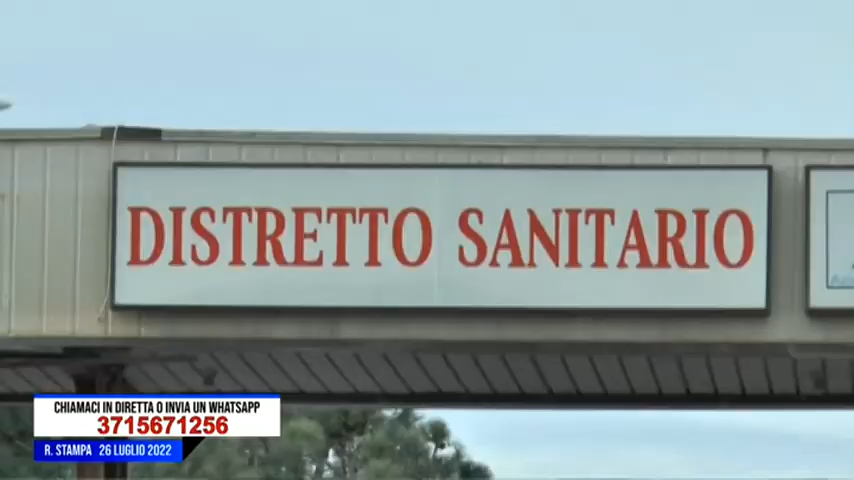 DISTRETTO SANITARIO
CHIAMACI IN DIRETTA O INVIA UN WHATSAPP
3715671256
R. STAMPA 26 LUGLIO 2022